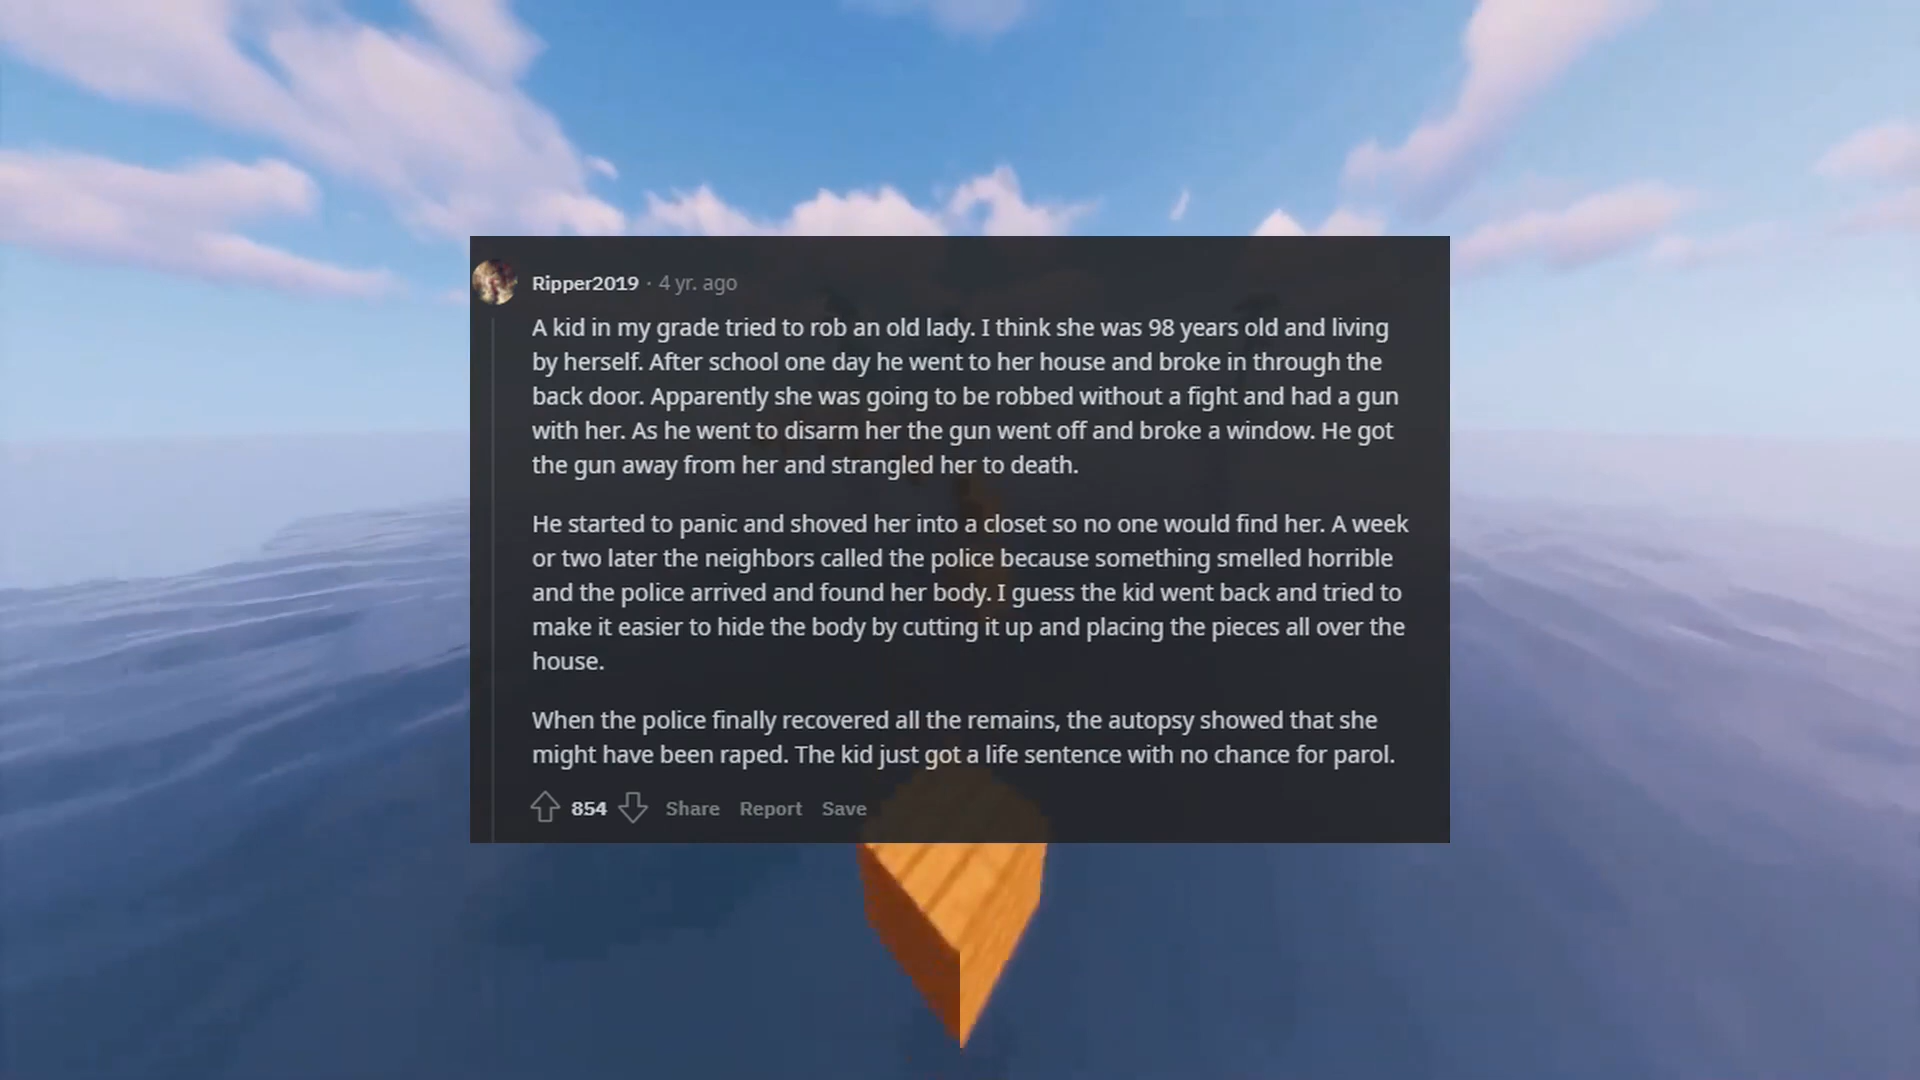 Ripper2019 · 4 yr. ago
A kid in my grade tried to rob an old lady. I think she was 98 years old and living
by herself. After school one day he went to her house and broke in through the
back door. Apparently she was going to be robbed without a fight and had a gun
with her. As he went to disarm her the gun went off and broke a window. He got
the gun away from her and strangled her to death.
He started to panic and shoved her into a closet so no one would find her. A week
or two later the neighbors called the police because something smelled horrible
and the police arrived and found her body. I guess the kid went back and tried to
make it easier to hide the body by cutting it up and placing the pieces all over the
house.
When the police finally recovered all the remains, the autopsy showed that she
might have been raped. The kid just got a life sentence with no chance for parol.
854 Share Report Save